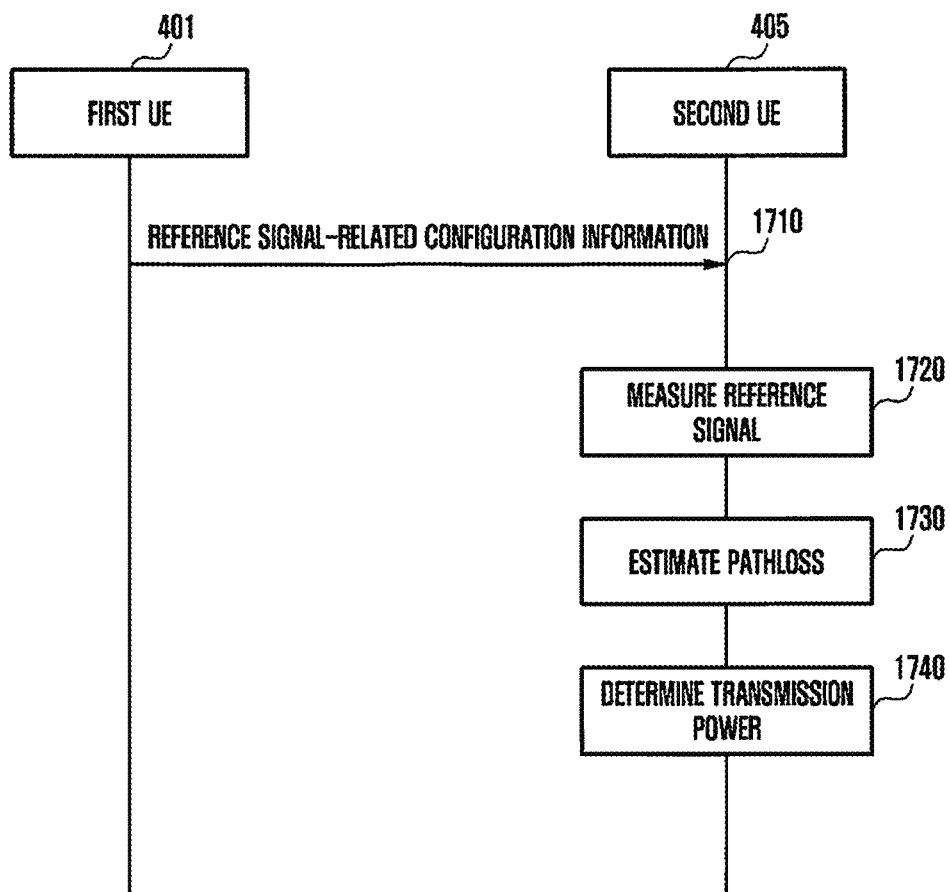 401
405
FIRST UE
SECOND UE
REFERENCE SIGNAL-RELATED CONFIGURATION INFORMATION
1710
1720
MEASURE REFERENCE
SIGNAL
1730
ESTIMATE PATHLOSS
1740
DETERMINE TRANSMISSION
POWER